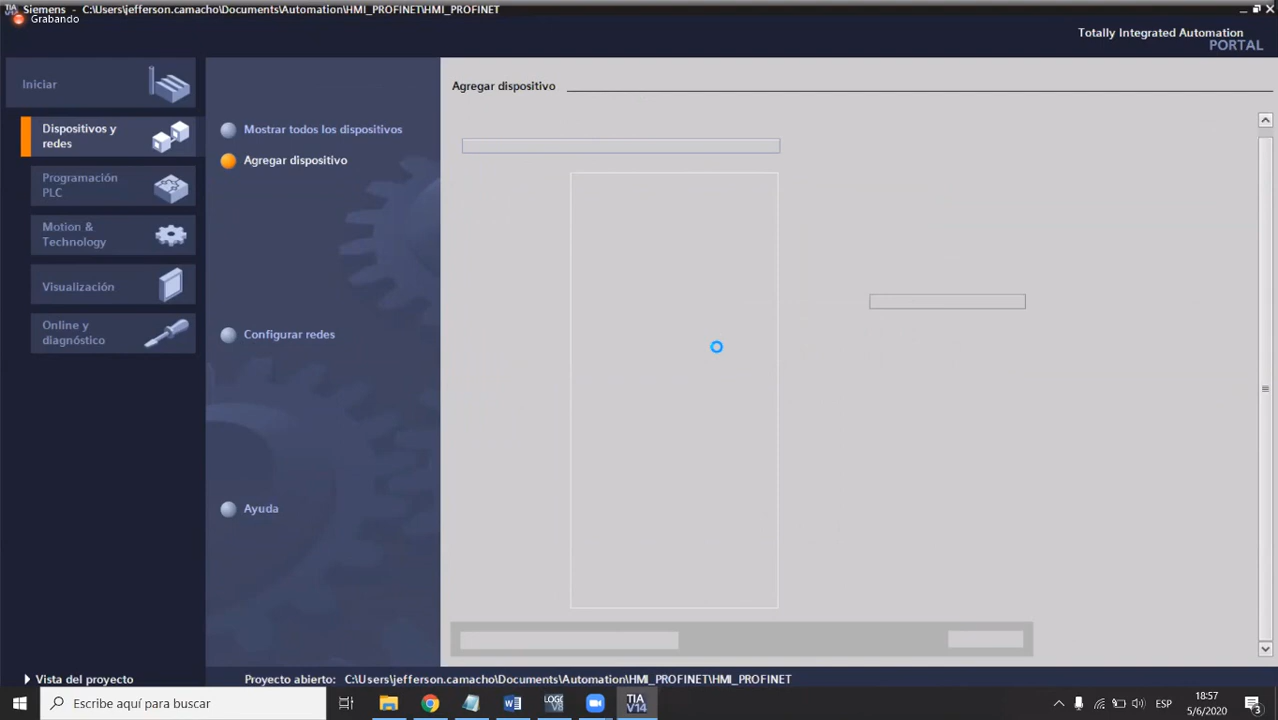 Siemens - C:\Users\jefferson.camacho\Documents\Automation\HMI_PROFINET\HMI_PROFINET
Grabando
Totally Integrated Automation
PORTAL
Iniciar
Dispositivos y
redes
Programación
PLC
Motion &
Technology
Visualización
Online y
diagnóstico
Mostrar todos los dispositivos
Agregar dispositivo
Configurar redes
Ayuda
Agregar dispositivo
Vista del proyecto
Proyecto abierto: C:\Users\jefferson.camacho\Documents\Automation\HMI_PROFINET\HMI_PROFINET
Escribe aquí para buscar
TIA
V14
ESP
18:57
5/6/2020
3